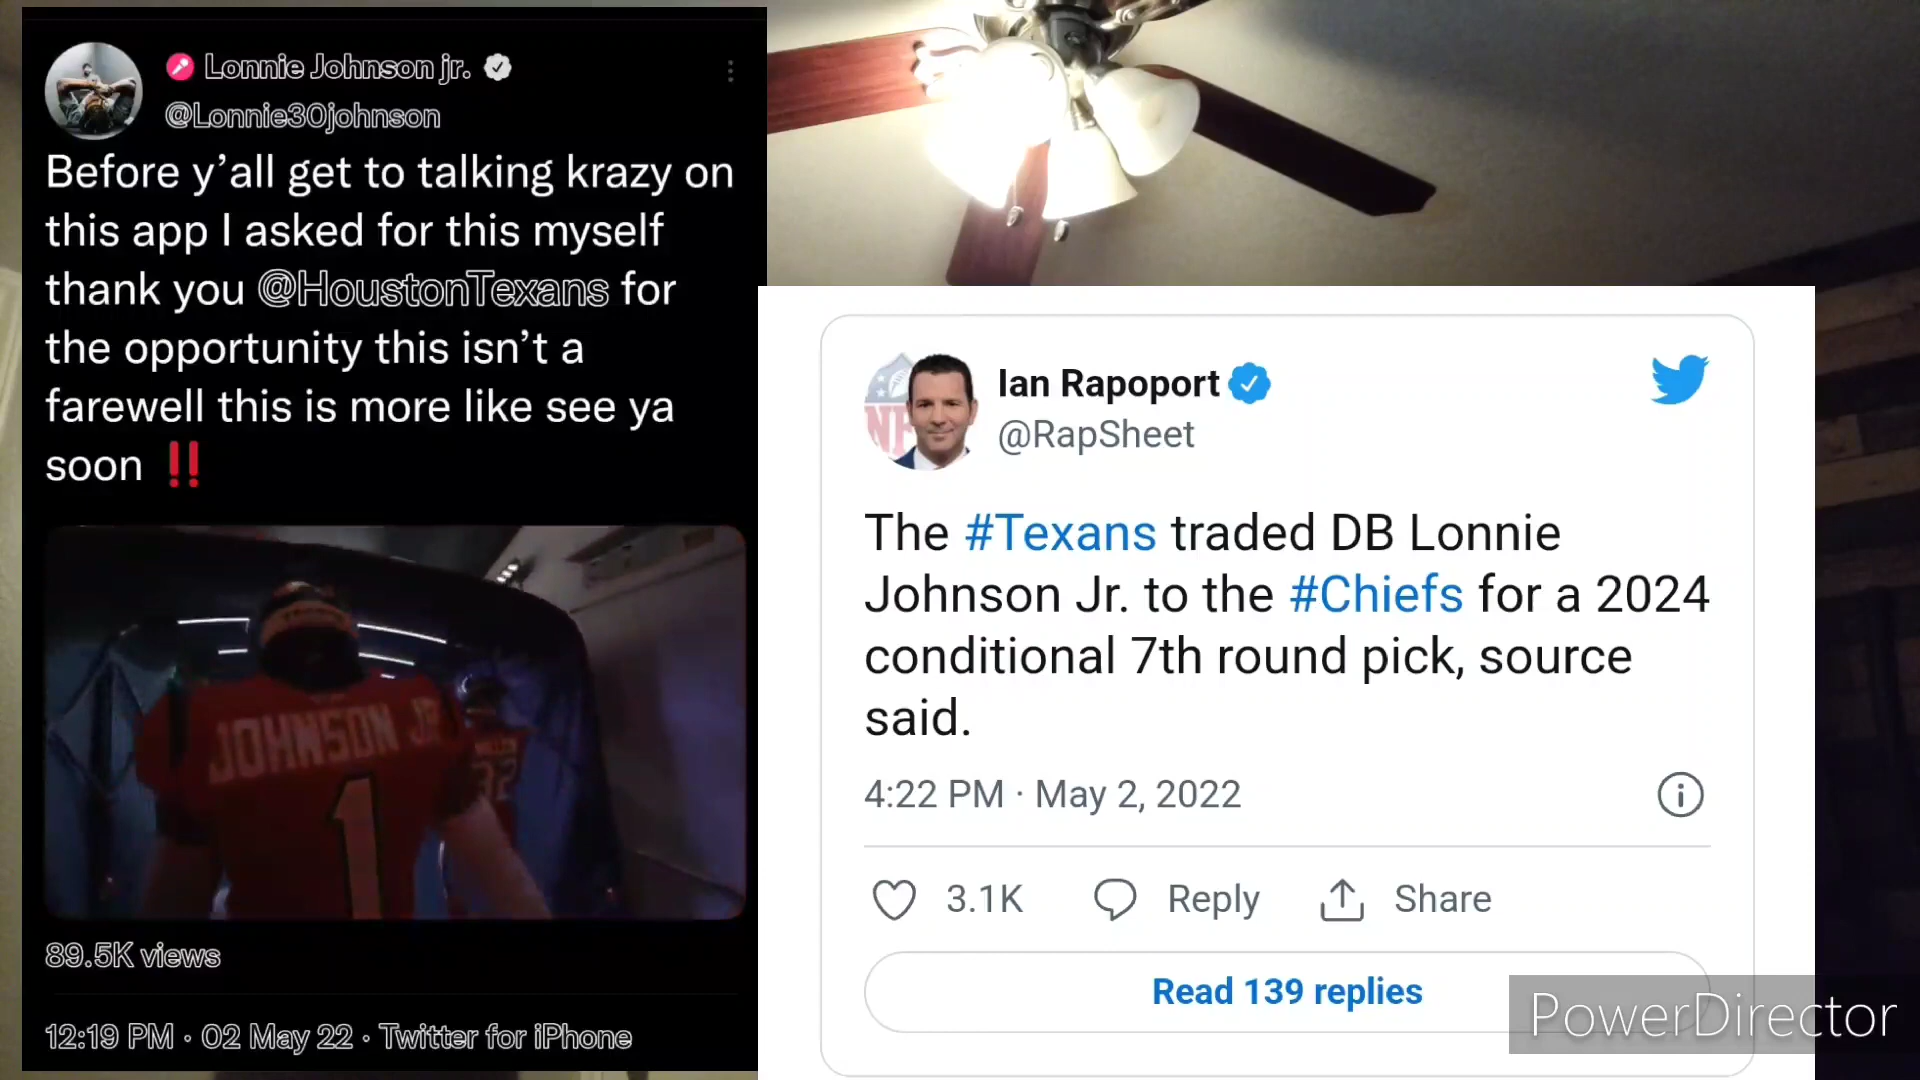 Lonnie Johnson jr.
@Lonnie30johnson
Before y’all get to talking krazy on
this app I asked for this myself
thank you @HoustonTexans for
the opportunity this isn’t a
farewell this is more like see ya
soon ‼️
JOHNSON JR
1
32
89.5K views
12:19 PM · 02 May 22 · Twitter for iPhone
NF
Ian Rapoport
@RapSheet
The #Texans traded DB Lonnie
Johnson Jr. to the #Chiefs for a 2024
conditional 7th round pick, source
said.
4:22 PM · May 2, 2022
3.1K Reply Share
Read 139 replies
PowerDirector